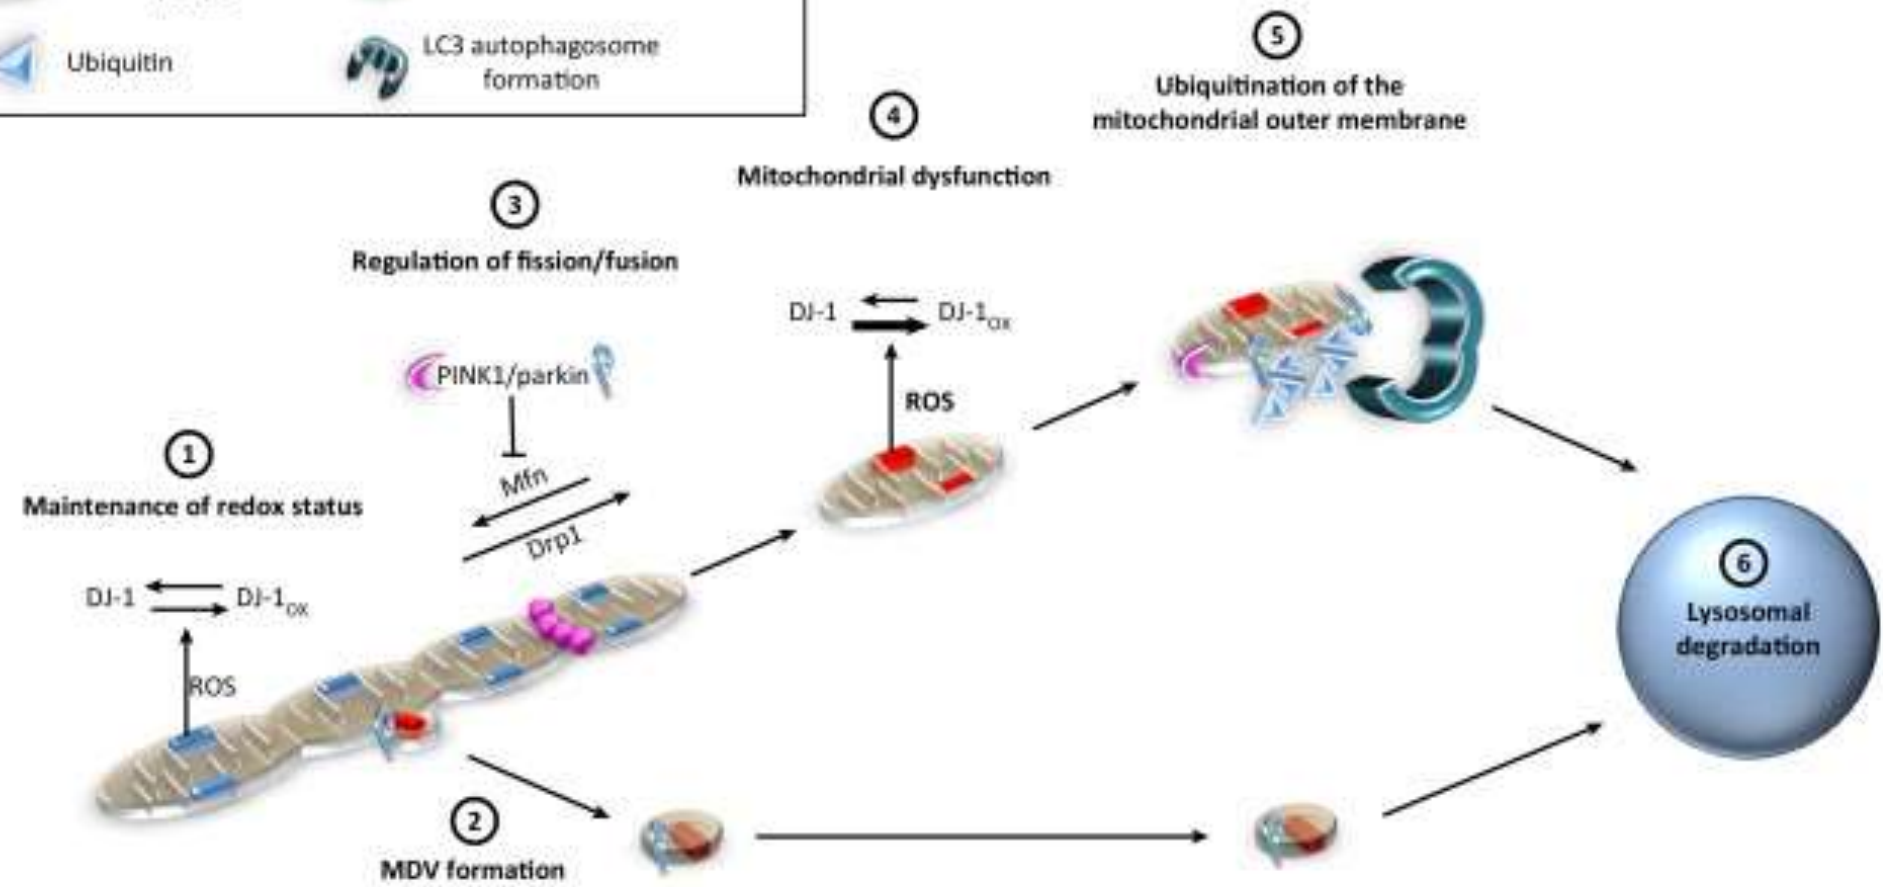 Ubiquitin
LC3 autophagosome
formation
5
Ubiquitination of the
mitochondrial outer membrane
4
Mitochondrial dysfunction
3
Regulation of fission/fusion
DJ-1
DJ-1ox
ROS
PINK1/parkin
Mfn
Drp1
1
Maintenance of redox status
DJ-1
DJ-1ox
ROS
2
MDV formation
6
Lysosomal
degradation